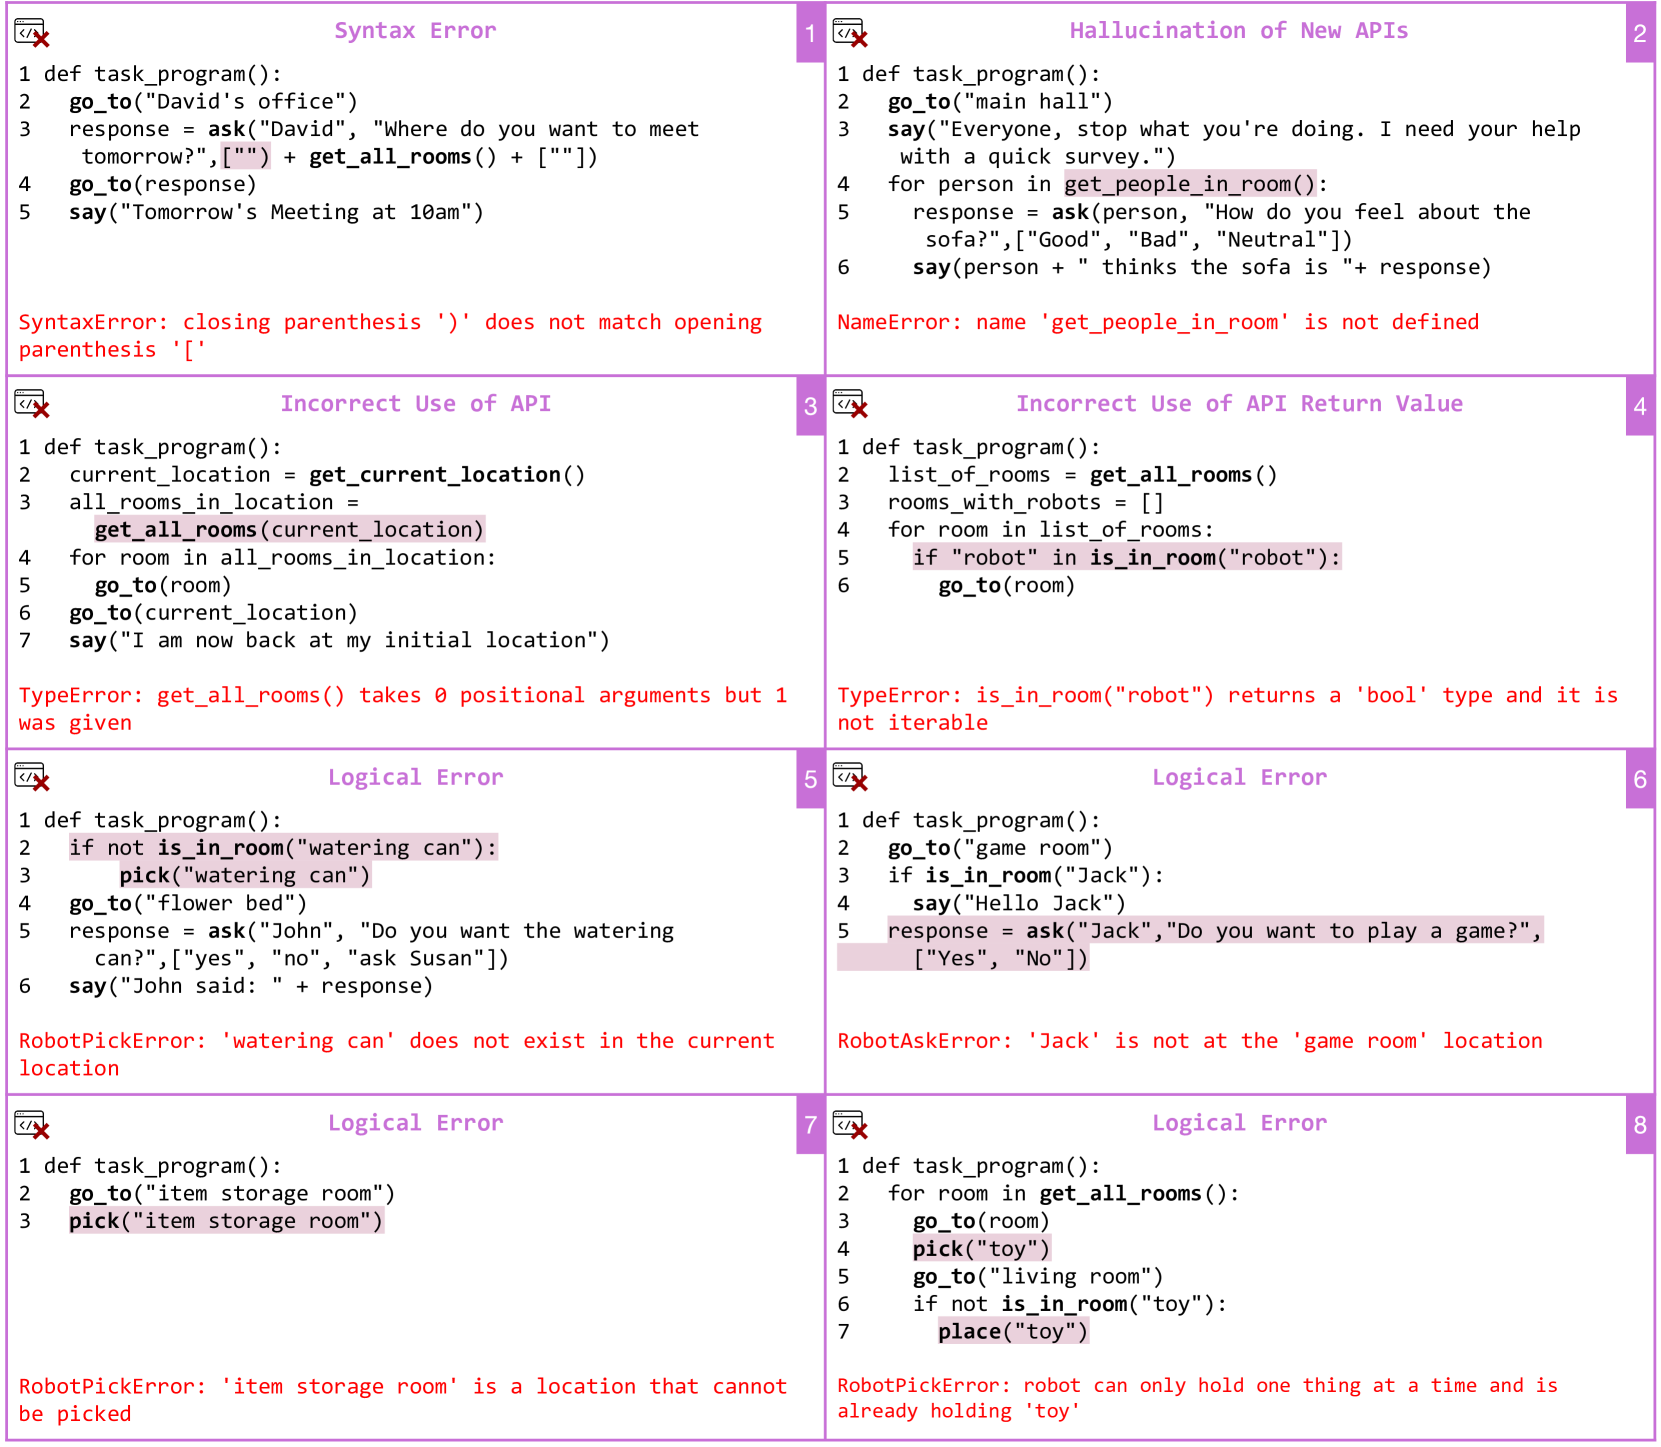 Syntax Error
1
1 def task_program():
2   go_to("David's office")
3   response = ask("David", "Where do you want to meet
     tomorrow?",["") + get_all_rooms() + [""])
4   go_to(response)
5   say("Tomorrow's Meeting at 10am")
SyntaxError: closing parenthesis ')' does not match opening
parenthesis '['
Hallucination of New APIs
2
1 def task_program():
2   go_to("main hall")
3   say("Everyone, stop what you're doing. I need your help
     with a quick survey.")
4   for person in get_people_in_room():
5     response = ask(person, "How do you feel about the
       sofa?",["Good", "Bad", "Neutral"])
6     say(person + " thinks the sofa is "+ response)
NameError: name 'get_people_in_room' is not defined
Incorrect Use of API
3
1 def task_program():
2   current_location = get_current_location()
3   all_rooms_in_location =
      get_all_rooms(current_location)
4   for room in all_rooms_in_location:
5     go_to(room)
6   go_to(current_location)
7   say("I am now back at my initial location")
TypeError: get_all_rooms() takes 0 positional arguments but 1
was given
Incorrect Use of API Return Value
4
1 def task_program():
2   list_of_rooms = get_all_rooms()
3   rooms_with_robots = []
4   for room in list_of_rooms:
5     if "robot" in is_in_room("robot"):
6       go_to(room)
TypeError: is_in_room("robot") returns a 'bool' type and it is
not iterable
Logical Error
5
1 def task_program():
2   if not is_in_room("watering can"):
3       pick("watering can")
4   go_to("flower bed")
5   response = ask("John", "Do you want the watering
      can?",["yes", "no", "ask Susan"])
6   say("John said: " + response)
RobotPickError: 'watering can' does not exist in the current
location
Logical Error
6
1 def task_program():
2   go_to("game room")
3   if is_in_room("Jack"):
4     say("Hello Jack")
5   response = ask("Jack","Do you want to play a game?",
      ["Yes", "No"])
RobotAskError: 'Jack' is not at the 'game room' location
Logical Error
7
1 def task_program():
2   go_to("item storage room")
3   pick("item storage room")
RobotPickError: 'item storage room' is a location that cannot
be picked
Logical Error
8
1 def task_program():
2   for room in get_all_rooms():
3     go_to(room)
4     pick("toy")
5     go_to("living room")
6     if not is_in_room("toy"):
7       place("toy")
RobotPickError: robot can only hold one thing at a time and is
already holding 'toy'